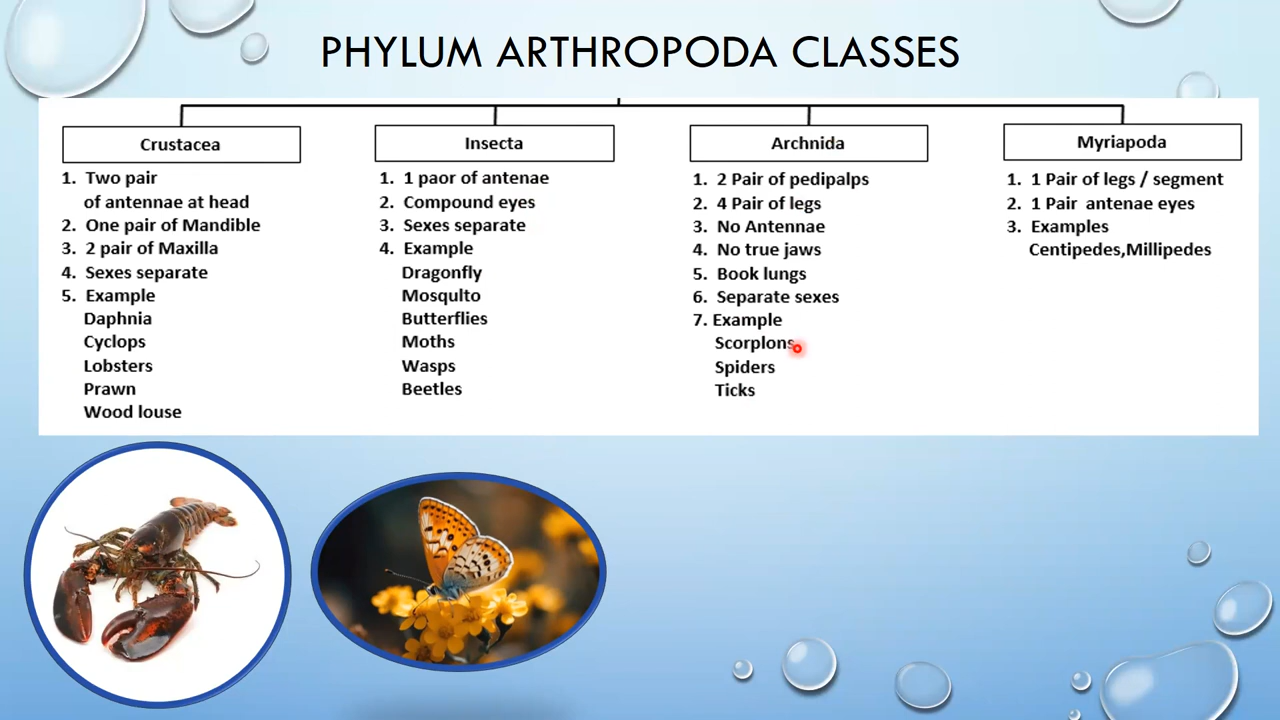 PHYLUM ARTHROPODA CLASSES
Crustacea
1. Two pair
of antennae at head
2. One pair of Mandible
3. 2 pair of Maxilla
4. Sexes separate
5. Example
Daphnia
Cyclops
Lobsters
Prawn
Wood louse
Insecta
1. 1 paor of antenae
2. Compound eyes
3. Sexes separate
4. Example
Dragonfly
Mosqulto
Butterflies
Moths
Wasps
Beetles
Archnida
1. 2 Pair of pedipalps
2. 4 Pair of legs
3. No Antennae
4. No true jaws
5. Book lungs
6. Separate sexes
7. Example
Scorplons
Spiders
Ticks
Myriapoda
1. 1 Pair of legs / segment
2. 1 Pair antenae eyes
3. Examples
Centipedes,Millipedes